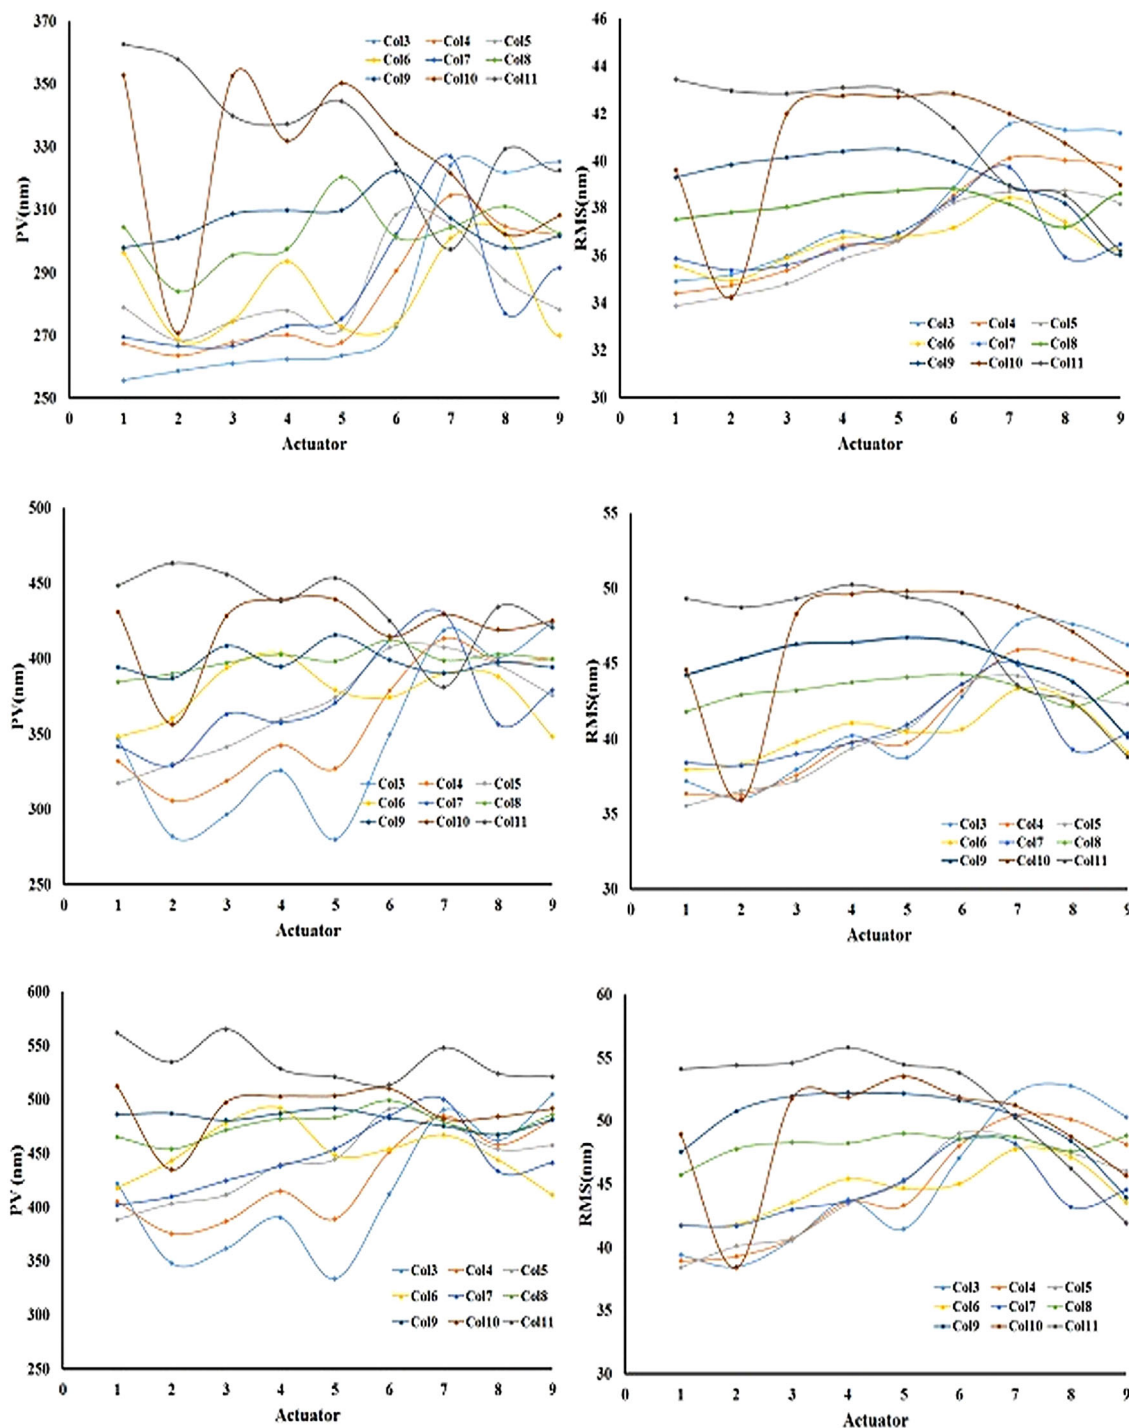 370
350
330
310
290
270
250
PV(nm)
Col3 Col4 Col5
Col6 Col7 Col8
Col9 Col10 Col11
0 1 2 3 4 5 6 7 8 9
Actuator
46
44
42
40
38
36
34
32
30
RMS(nm)
Col3 Col4 Col5
Col6 Col7 Col8
Col9 Col10 Col11
0 1 2 3 4 5 6 7 8 9
Actuator
500
450
400
350
300
250
PV(nm)
Col3 Col4 Col5
Col6 Col7 Col8
Col9 Col10 Col11
0 1 2 3 4 5 6 7 8 9
Actuator
55
50
45
40
35
30
RMS(nm)
Col3 Col4 Col5
Col6 Col7 Col8
Col9 Col10 Col11
0 1 2 3 4 5 6 7 8 9
Actuator
600
550
500
450
400
350
300
250
PV (nm)
Col3 Col4 Col5
Col6 Col7 Col8
Col9 Col10 Col11
0 1 2 3 4 5 6 7 8 9
Actuator
60
55
50
45
40
35
30
RMS(nm)
Col3 Col4 Col5
Col6 Col7 Col8
Col9 Col10 Col11
0 1 2 3 4 5 6 7 8 9
Actuator